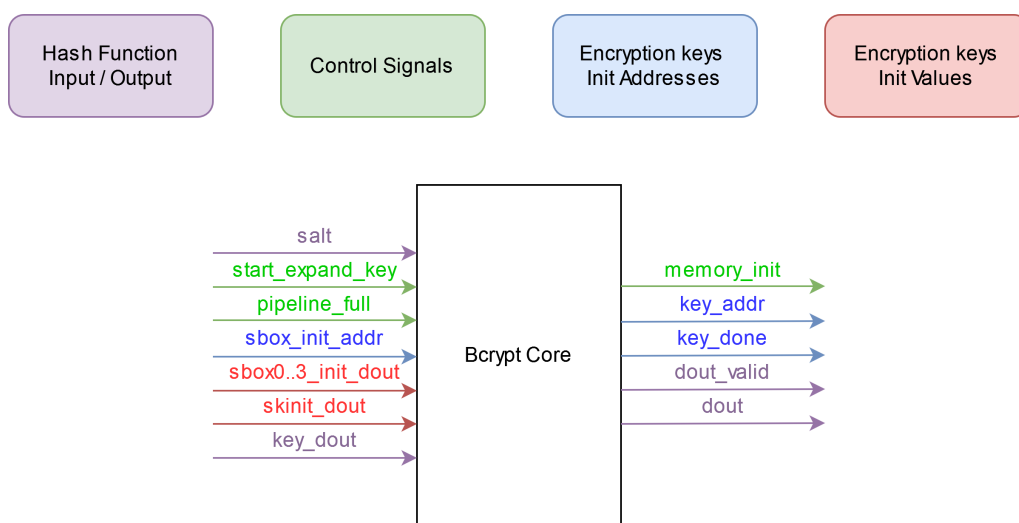 Hash Function
Input / Output
Control Signals
Encryption keys
Init Addresses
Encryption keys
Init Values
salt
start_expand_key
pipeline_full
sbox_init_addr
sbox0..3_init_dout
skinit_dout
key_dout
Bcrypt Core
memory_init
key_addr
key_done
dout_valid
dout